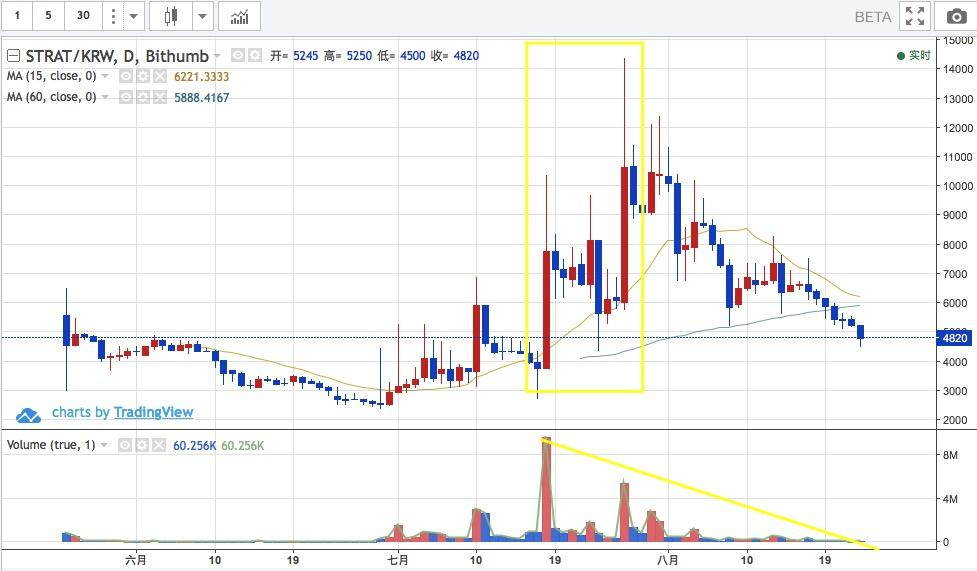 1 5 30 BETA
STRAT/KRW, D, Bithumb 开= 5245 高= 5250 低= 4500 收= 4820 实时
MA (15, close, 0) 6221.3333
MA (60, close, 0) 5888.4167
15000
14000
13000
12000
11000
10000
9000
8000
7000
6000
5000
4820
4000
3000
2000
charts by TradingView
Volume (true, 1) 60.256K 60.256K
8M
4M
0
六月 10 19 七月 10 19 八月 10 19